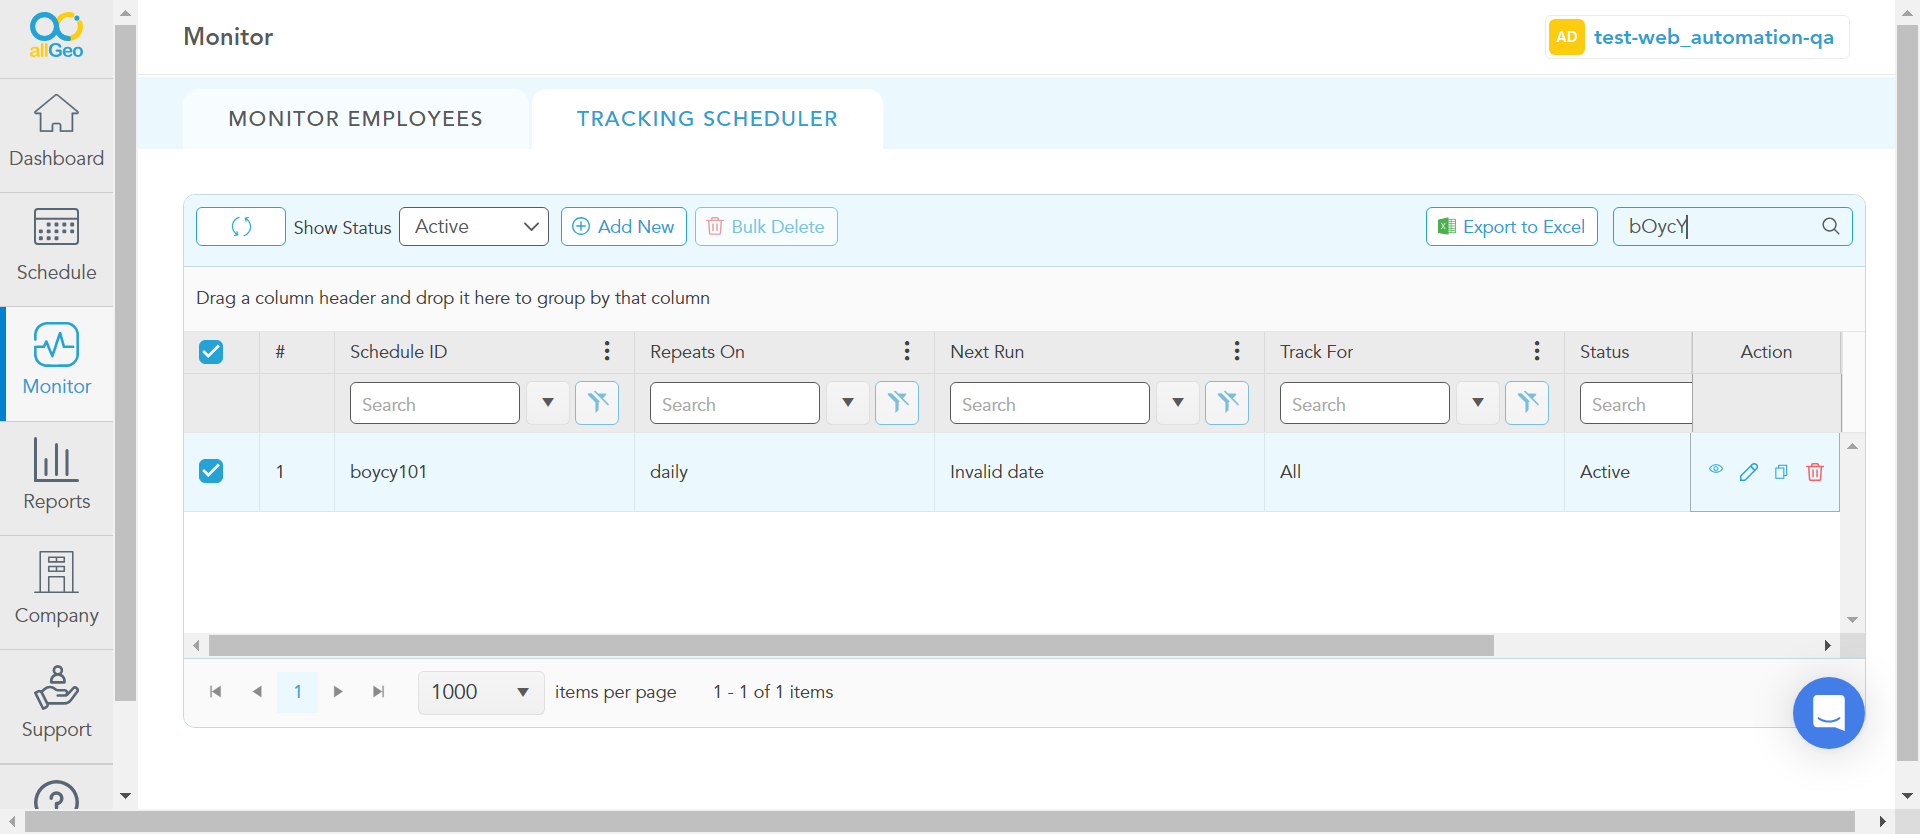 allGeo
Monitor
AD test-web_automation-qa
Dashboard
Schedule
Monitor
Reports
Company
Support
MONITOR EMPLOYEES
TRACKING SCHEDULER
Show Status Active Add New Bulk Delete Export to Excel bOycY
Drag a column header and drop it here to group by that column
# Schedule ID Repeats On Next Run Track For Status Action
Search Search Search Search Search
1 boycy101 daily Invalid date All Active
1 1000 items per page 1 - 1 of 1 items